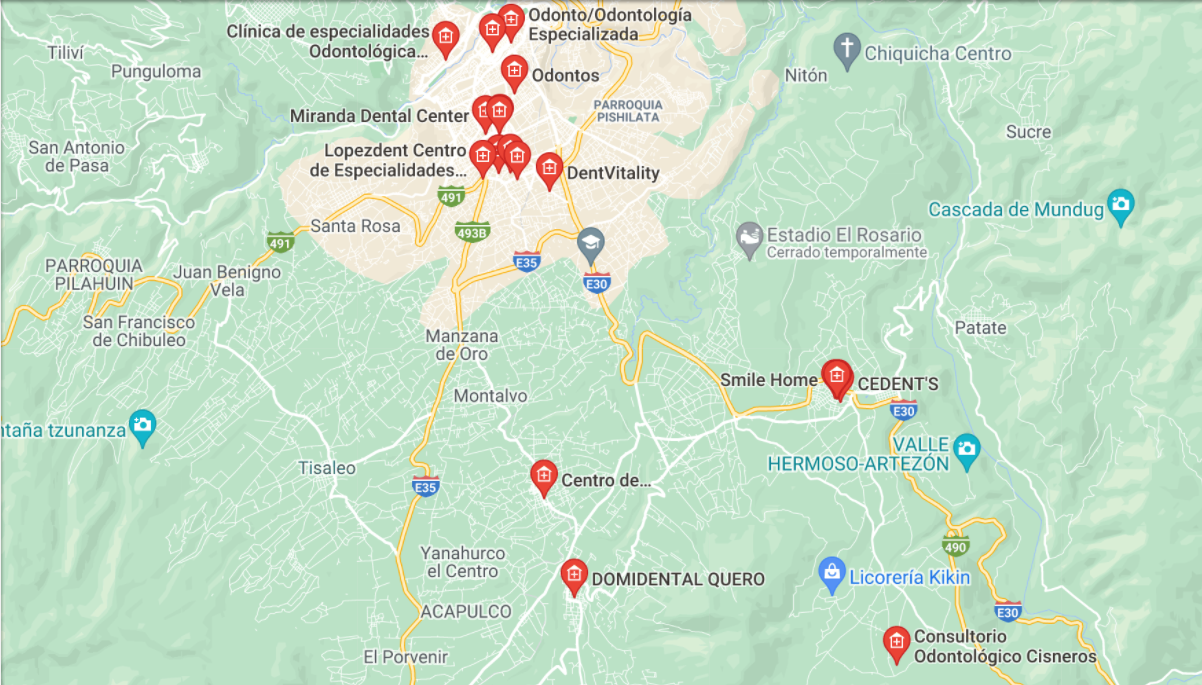 Odonto/Odontología
Especializada
Clínica de especialidades
Odontológica...
Tiliví
Punguloma
Chiquicha Centro
Nitón
Odontos
PARROQUIA
PISHILATA
Miranda Dental Center
Sucre
San Antonio
de Pasa
Lopezdent Centro
de Especialidades...
DentVitality
491
Cascada de Mundug
Santa Rosa
493B
491
Estadio El Rosario
Cerrado temporalmente
E35
PARROQUIA
PILAHUIN
Juan Benigno
Vela
E30
San Francisco
de Chibuleo
Patate
Manzana
de Oro
Smile Home
CEDENT'S
Montalvo
E30
ntaña tzunanza
VALLE
HERMOSO-ARTEZÓN
Tisaleo
Centro de...
E35
490
Yanahurco
el Centro
DOMIDENTAL QUERO
Licorería Kikin
ACAPULCO
E30
Consultorio
Odontológico Cisneros
El Porvenir